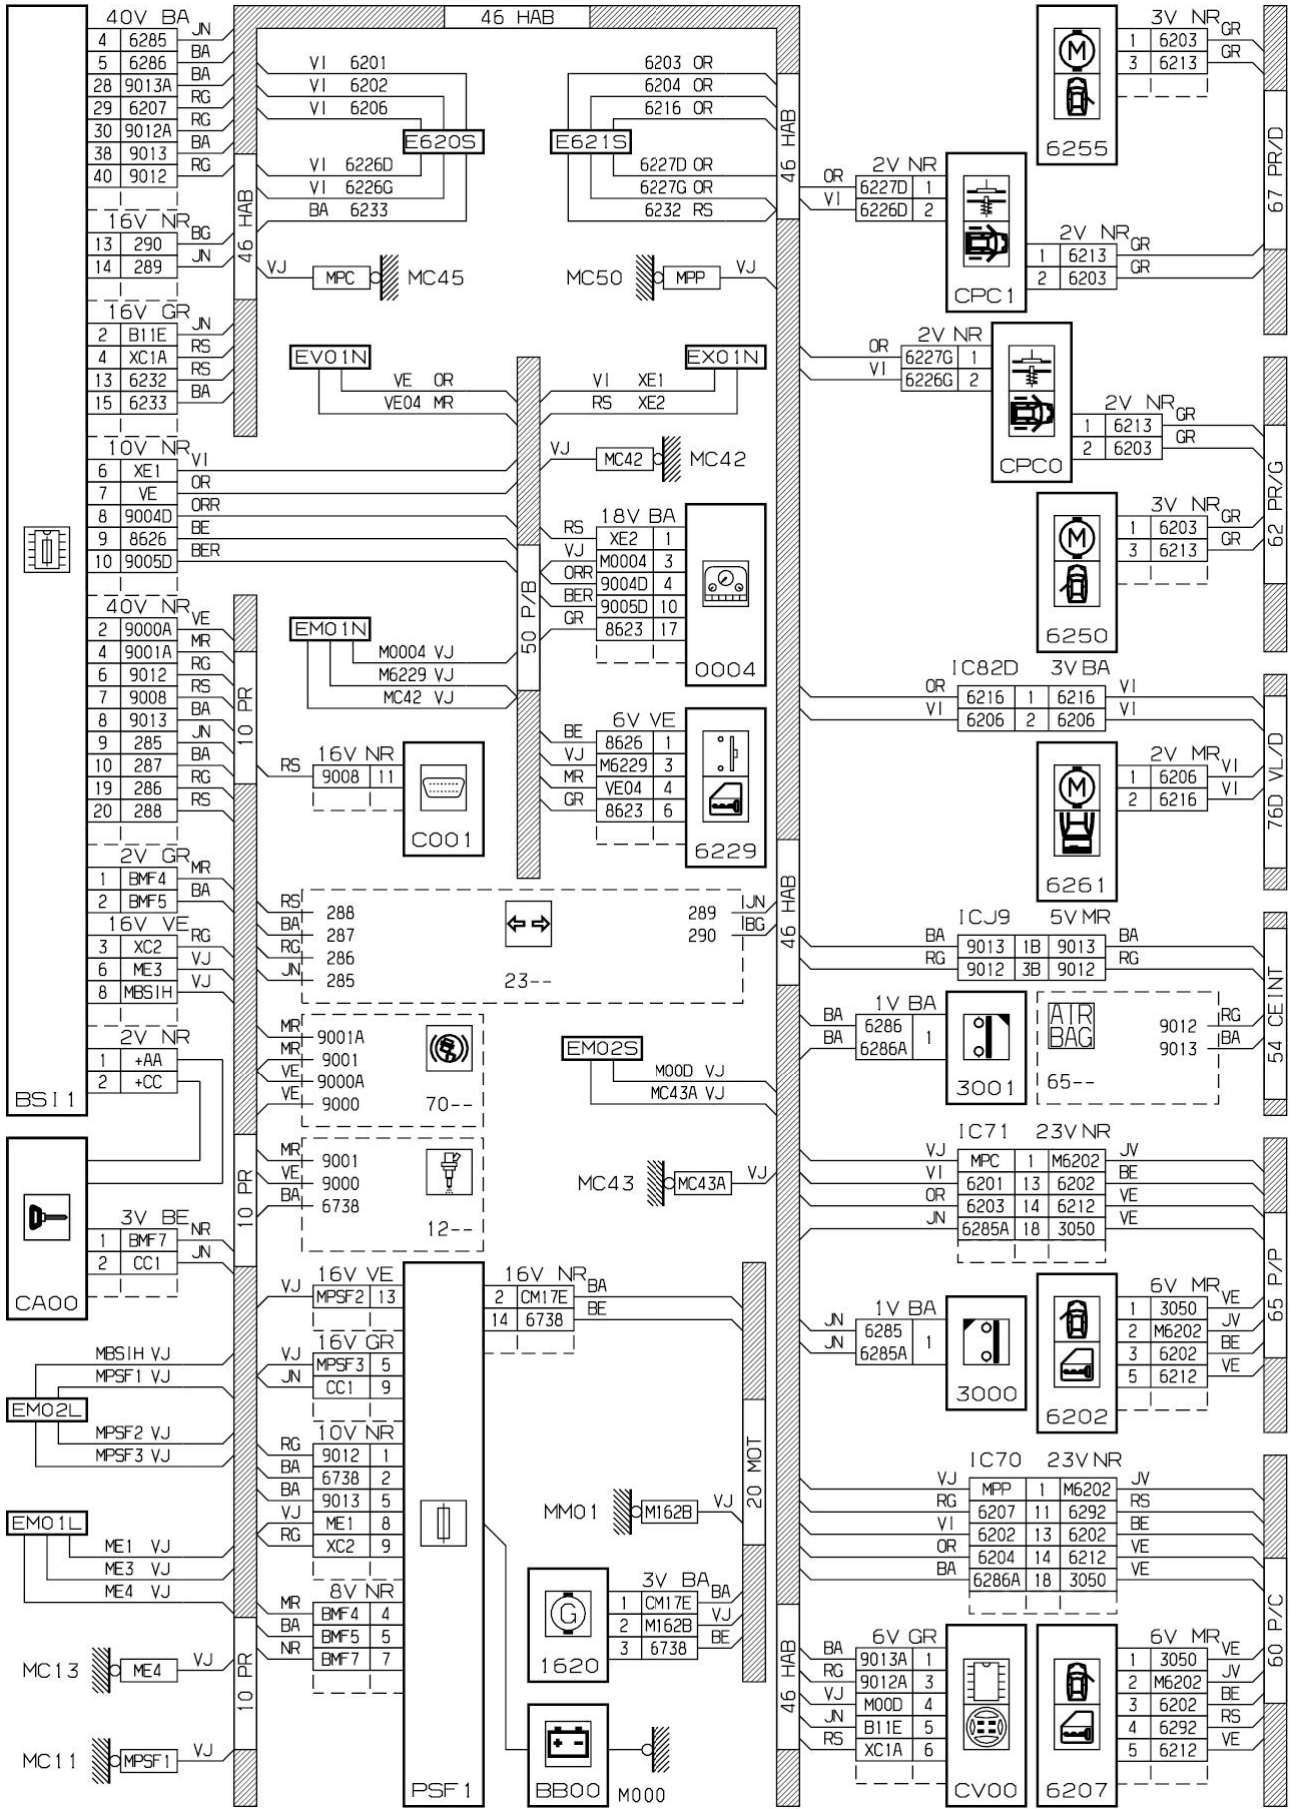 46 HAB
40V BA
4 6285 JN
5 6286 BA
28 9013A BA
29 6207 RG
30 9012A RG
38 9013 BA
40 9012 RG
16V NR
13 290 BG
14 289 JN
16V GR
2 B11E JN
4 XC1A RS
13 6232 RS
15 6233 BA
10V NR
6 XE1 VI
7 VE OR
8 9004D ORR
9 8626 BE
10 9005D BER
40V NR
2 9000A VE
4 9001A MR
6 9012 RG
7 9008 RS
8 9013 BA
9 285 JN
10 287 BA
19 286 RG
20 288 RS
2V GR
1 BMF4 MR
2 BMF5 BA
16V VE
3 XC2 RG
6 ME3 VJ
8 MBSIH VJ
2V NR
1 +AA
2 +CC
BSI1
3V BE
1 BMF7 NR
2 CC1 JN
CA00
MBSIH VJ
MPSF1 VJ
EM02L
MPSF2 VJ
MPSF3 VJ
EM01L
ME1 VJ
ME3 VJ
ME4 VJ
MC13 ME4 VJ
MC11 MPSF1 VJ
46 HAB
10 PR
10 PR
10 PR
VI 6201
VI 6202
VI 6206
E620S
VI 6226D
VI 6226G
BA 6233
6203 OR
6204 OR
6216 OR
E621S
6227D OR
6227G OR
6232 RS
VJ MPC MC45
MC50 MPP VJ
EV01N
VE OR
VE04 MR
EX01N
VI XE1
RS XE2
VJ MC42 MC42
50 P/B
18V BA
RS XE2 1
VJ M0004 3
ORR 9004D 4
BER 9005D 10
GR 8623 17
0004
EM01N
M0004 VJ
M6229 VJ
MC42 VJ
16V NR
RS 9008 11
C001
6V VE
BE 8626 1
VJ M6229 3
MR VE04 4
GR 8623 6
6229
RS 288
BA 287
RG 286
JN 285
289 JN
290 BG
23--
MR 9001A
MR 9001
VE 9000A
VE 9000
70--
MR 9001
VE 9000
BA 6738
12--
EM02S
M00D VJ
MC43A VJ
MC43 MC43A VJ
16V VE
VJ MPSF2 13
16V GR
VJ MPSF3 5
JN CC1 9
10V NR
RG 9012 1
BA 6738 2
BA 9013 5
VJ ME1 8
RG XC2 9
8V NR
MR BMF4 4
BA BMF5 5
NR BMF7 7
PSF1
16V NR
2 CM17E BA
14 6738 BE
20 MOT
MM01 M162B VJ
3V BA
1 CM17E BA
2 M162B VJ
3 6738 BE
1620
BB00
M000
46 HAB
46 HAB
46 HAB
3V NR
1 6203 GR
3 6213 GR
6255
67 PR/D
2V NR
OR 6227D 1
VI 6226D 2
2V NR
1 6213 GR
2 6203 GR
CPC1
2V NR
OR 6227G 1
VI 6226G 2
2V NR
1 6213 GR
2 6203 GR
CPC0
3V NR
1 6203 GR
3 6213 GR
6250
62 PR/G
IC82D 3V BA
OR 6216 1 6216 VI
VI 6206 2 6206 VI
2V MR
1 6206 VI
2 6216 VI
6261
76D VL/D
ICJ9 5V MR
BA 9013 1B 9013 BA
RG 9012 3B 9012 RG
1V BA
BA 6286
BA 6286A 1
3001
AIR
BAG
9012 RG
9013 BA
65--
54 CEINT
IC71 23V NR
VJ MPC 1 M6202 JV
VI 6201 13 6202 BE
OR 6203 14 6212 VE
JN 6285A 18 3050 VE
1V BA
JN 6285
JN 6285A 1
3000
6V MR
1 3050 VE
2 M6202 JV
3 6202 BE
5 6212 VE
6202
65 P/P
IC70 23V NR
VJ MPP 1 M6202 JV
RG 6207 11 6292 RS
VI 6202 13 6202 BE
OR 6204 14 6212 VE
BA 6286A 18 3050 VE
6V GR
BA 9013A 1
RG 9012A 3
VJ M00D 4
JN B11E 5
RS XC1A 6
CV00
6V MR
1 3050 VE
2 M6202 JV
3 6202 BE
4 6292 RS
5 6212 VE
6207
60 P/C